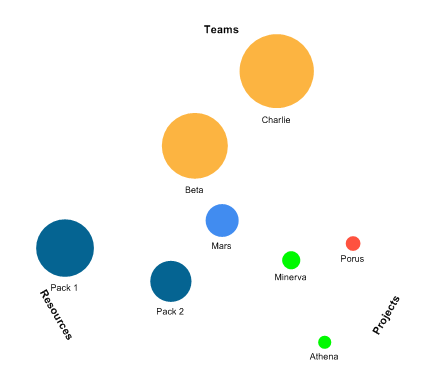 Teams
Charlie
Beta
Mars
Porus
Minerva
Pack 1
Pack 2
Resources
Projects
Athena